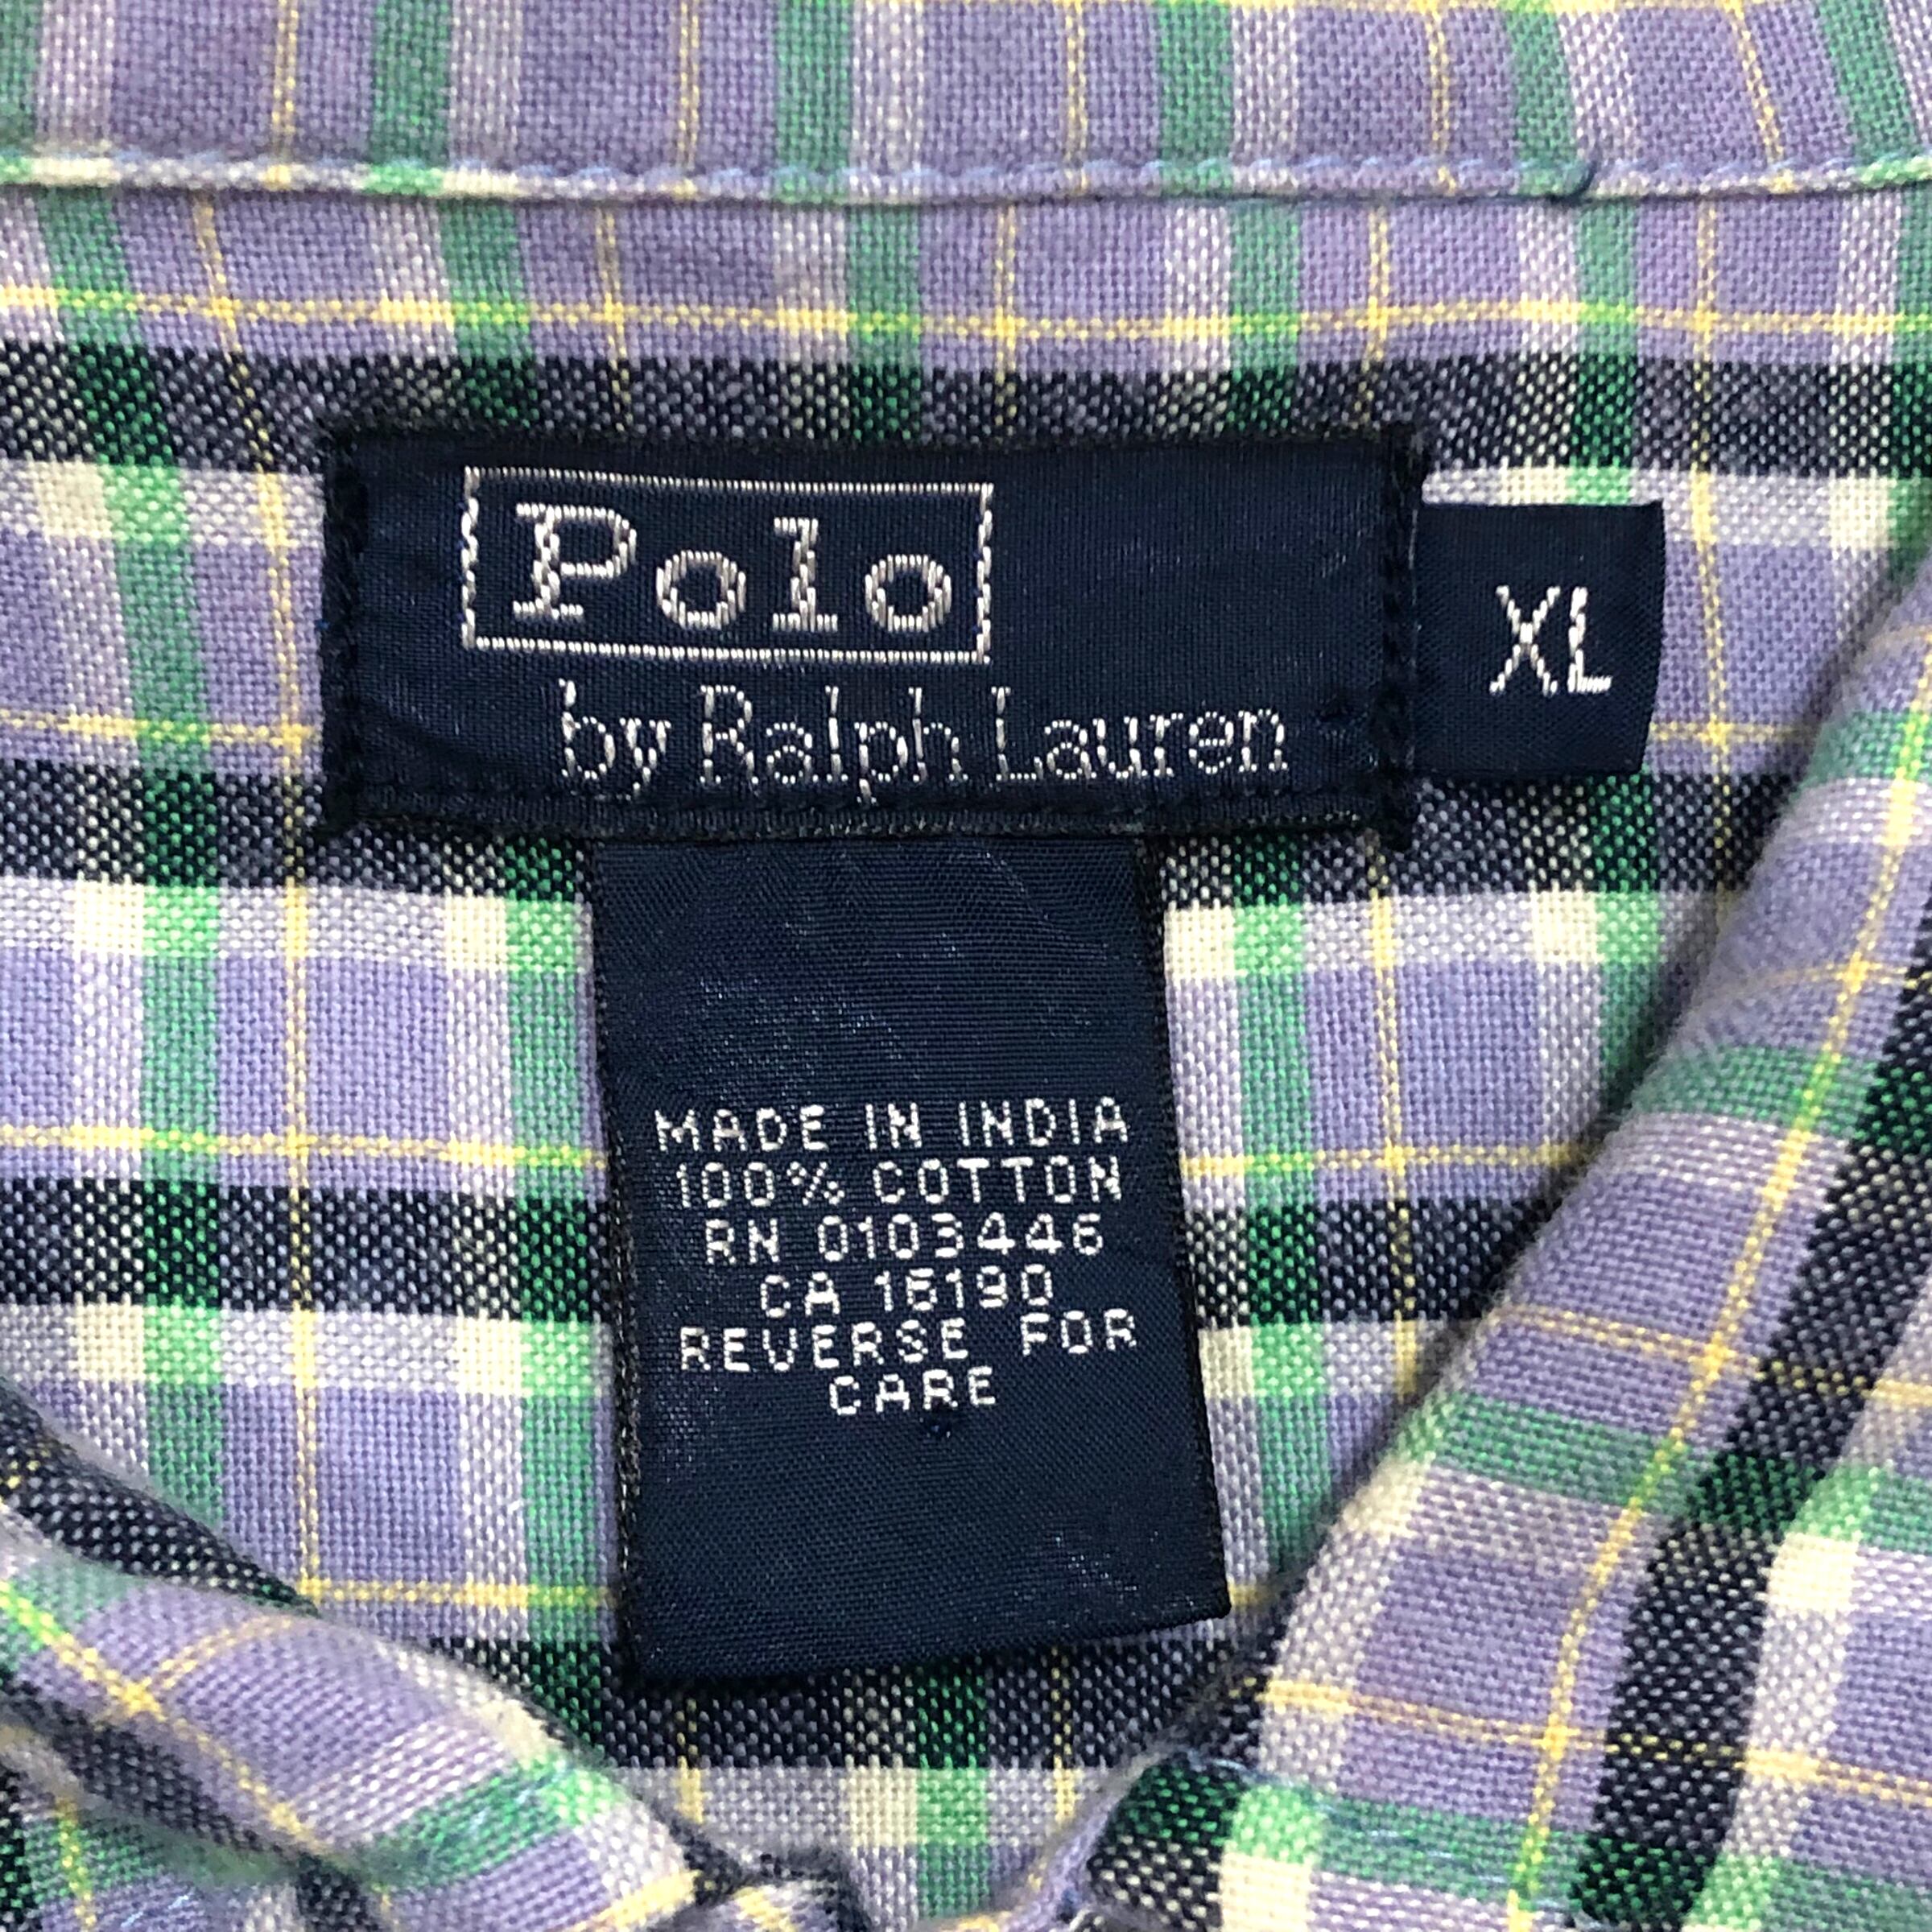 Polo
by Ralph Lauren
XL
MADE IN INDIA
100% COTTON
RN 0103446
CA 16190
REVERSE FOR
CARE